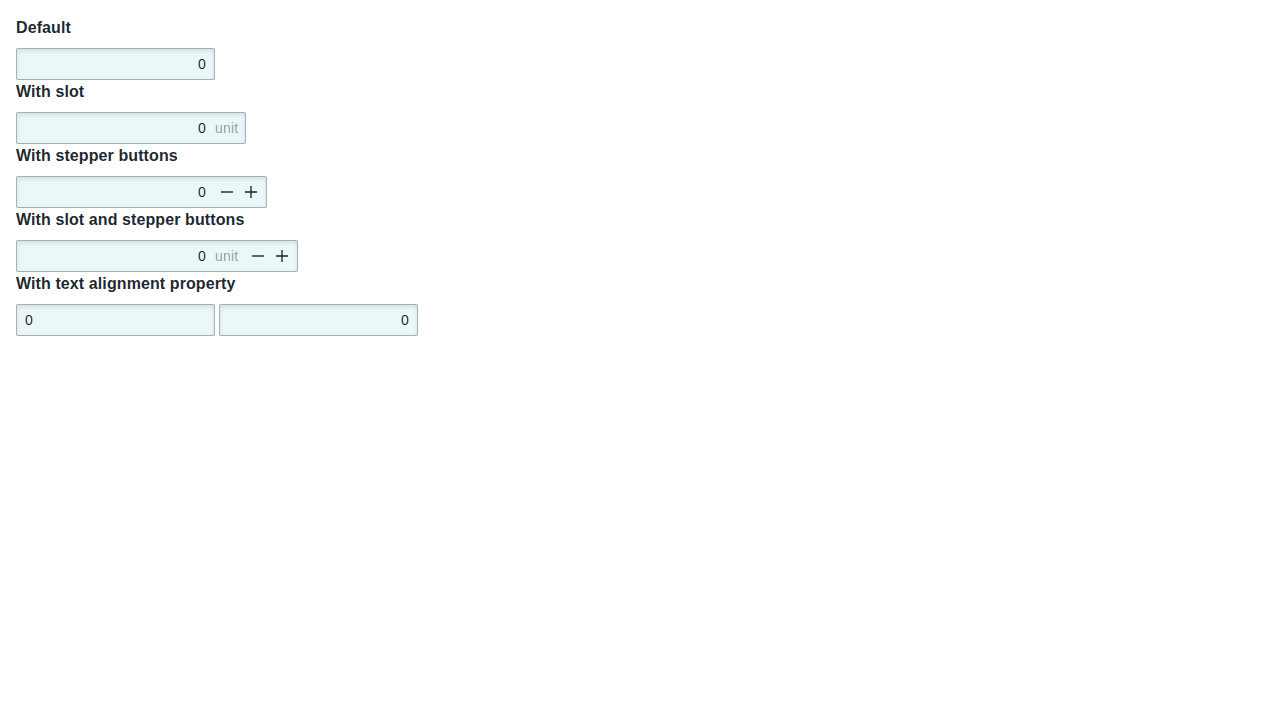 Default
0
With slot
0 unit
With stepper buttons
0
With slot and stepper buttons
0 unit
With text alignment property
0 0